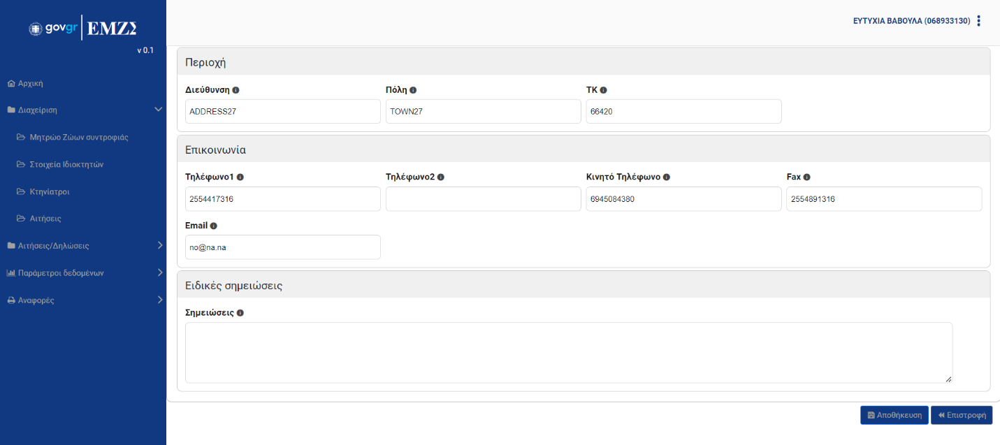 govgr ΕΜΖΣ
v 0.1
ΕΥΤΥΧΙΑ ΒΑΒΟΥΛΑ (068933130)
Αρχική
Διαχείριση
Μητρώο Ζώων συντροφιάς
Στοιχεία Ιδιοκτητών
Κτηνίατροι
Αιτήσεις
Αιτήσεις/Δηλώσεις
Παράμετροι δεδομένων
Αναφορές
Περιοχή
Διεύθυνση Πόλη ΤΚ
ADDRESS27 TOWN27 66420
Επικοινωνία
Τηλέφωνο1 Τηλέφωνο2 Κινητό Τηλέφωνο Fax
2554417316 6945084380 2554891316
Email
no@na.na
Ειδικές σημειώσεις
Σημειώσεις
Αποθήκευση Επιστροφή